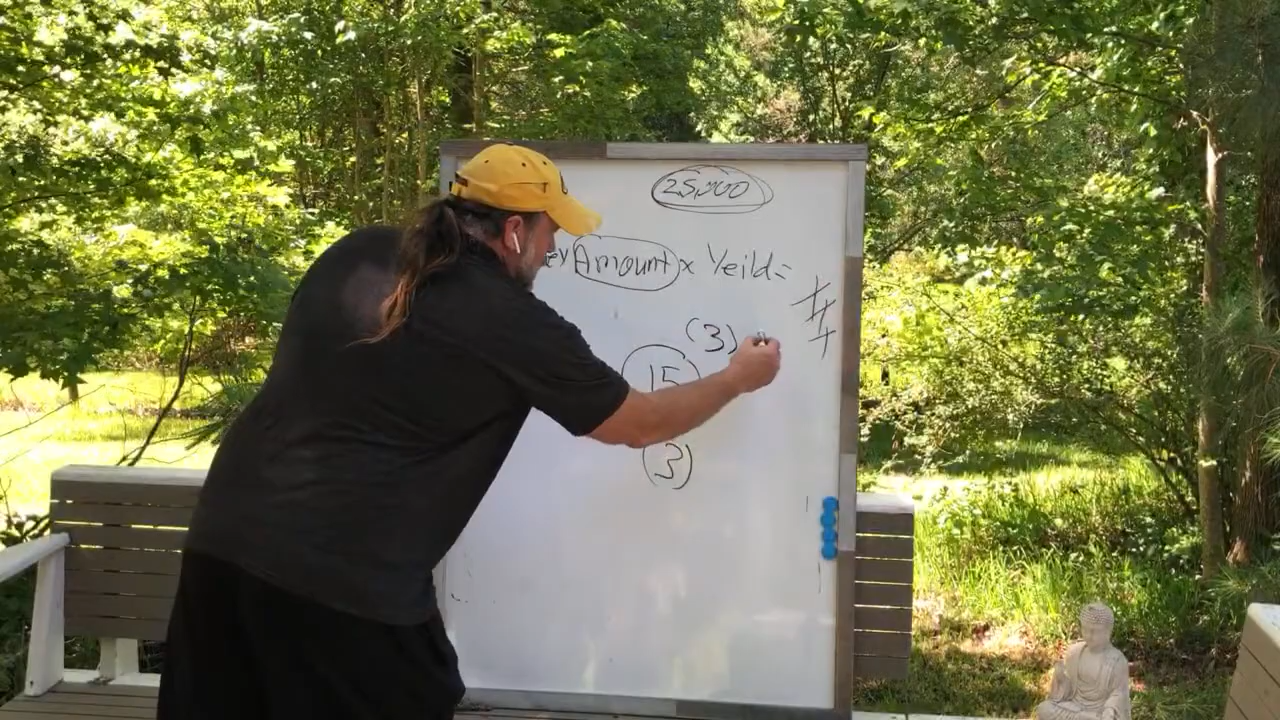 25,000
Amount x Yeild =
(3)
15
(3)